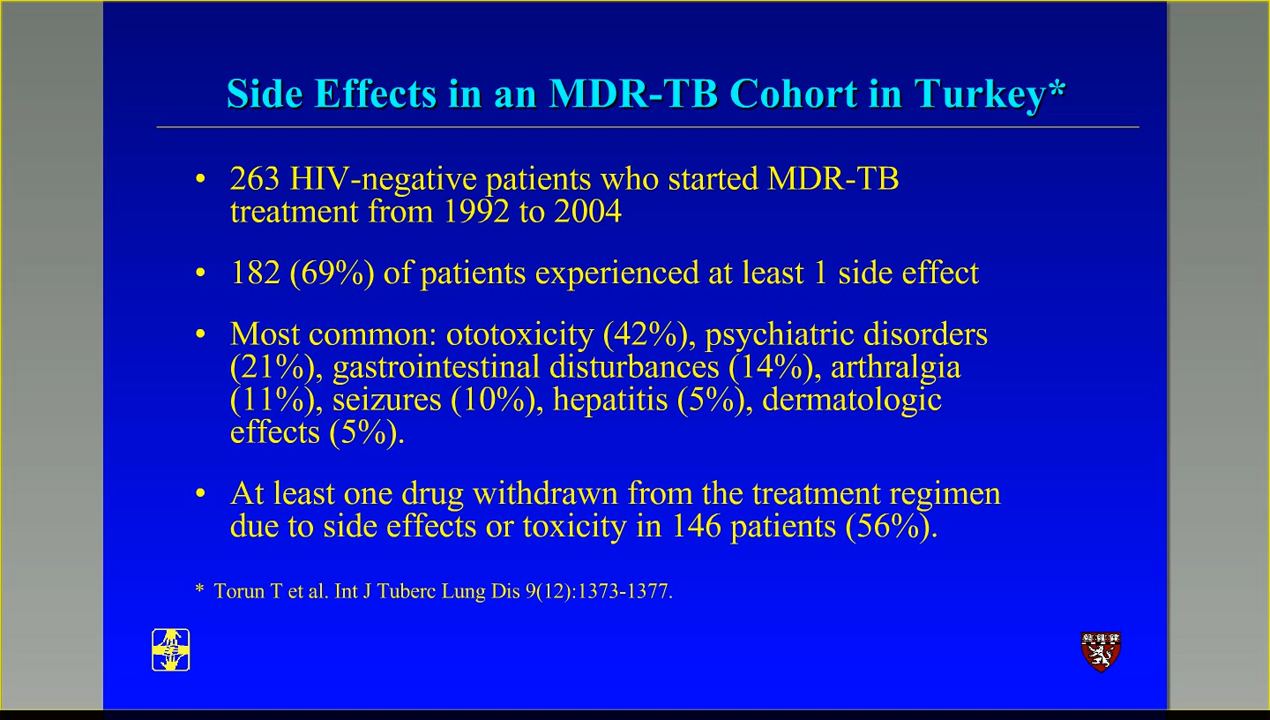 Side Effects in an MDR-TB Cohort in Turkey*
• 263 HIV-negative patients who started MDR-TB
treatment from 1992 to 2004
• 182 (69%) of patients experienced at least 1 side effect
• Most common: ototoxicity (42%), psychiatric disorders
(21%), gastrointestinal disturbances (14%), arthralgia
(11%), seizures (10%), hepatitis (5%), dermatologic
effects (5%).
• At least one drug withdrawn from the treatment regimen
due to side effects or toxicity in 146 patients (56%).
* Torun T et al. Int J Tuberc Lung Dis 9(12):1373-1377.